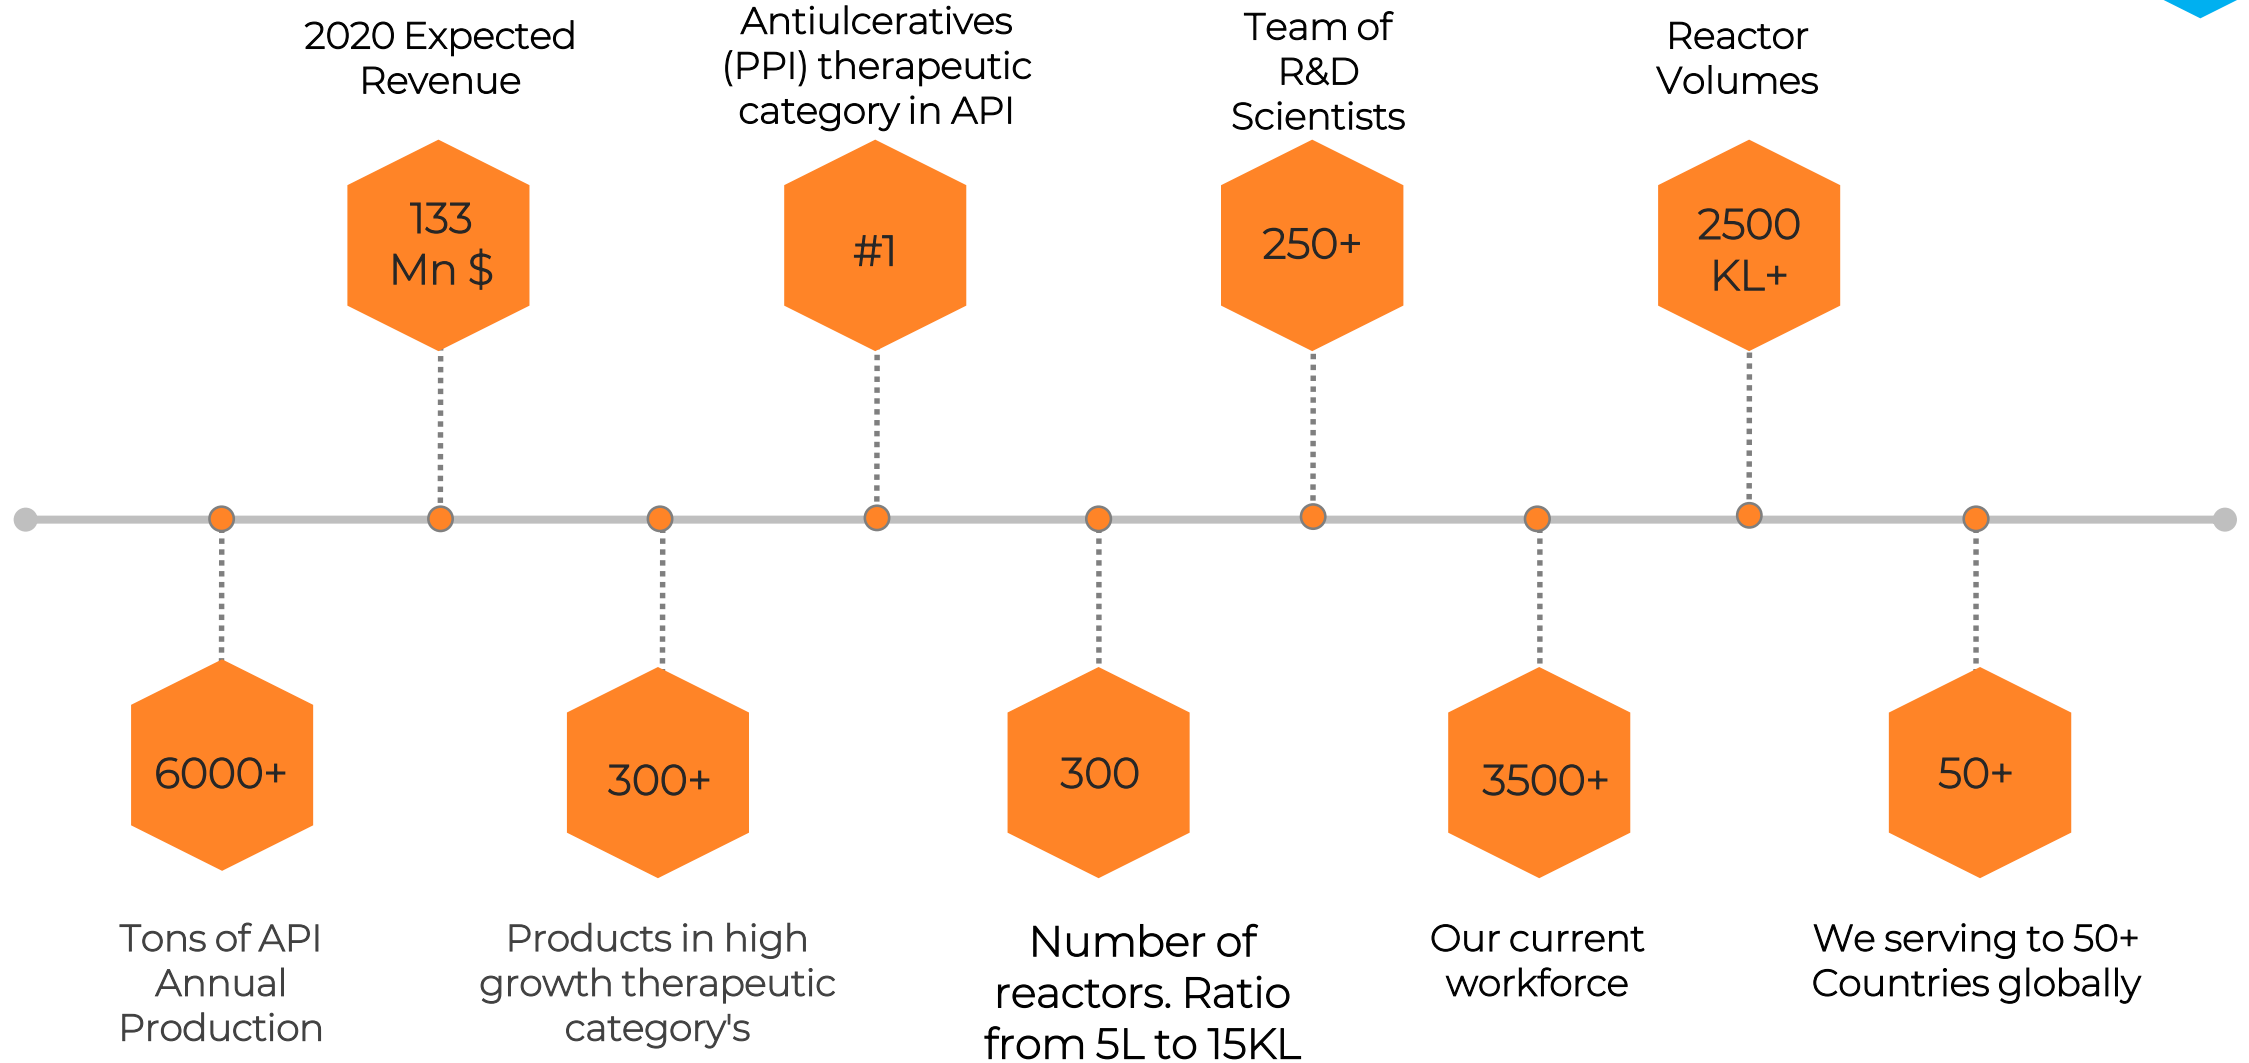 2020 Expected
Revenue
133
Mn $
Antiulceratives
(PPI) therapeutic
category in API
#1
Team of
R&D
Scientists
250+
Reactor
Volumes
2500
KL+
6000+
Tons of API
Annual
Production
300+
Products in high
growth therapeutic
category's
300
Number of
reactors. Ratio
from 5L to 15KL
3500+
Our current
workforce
50+
We serving to 50+
Countries globally